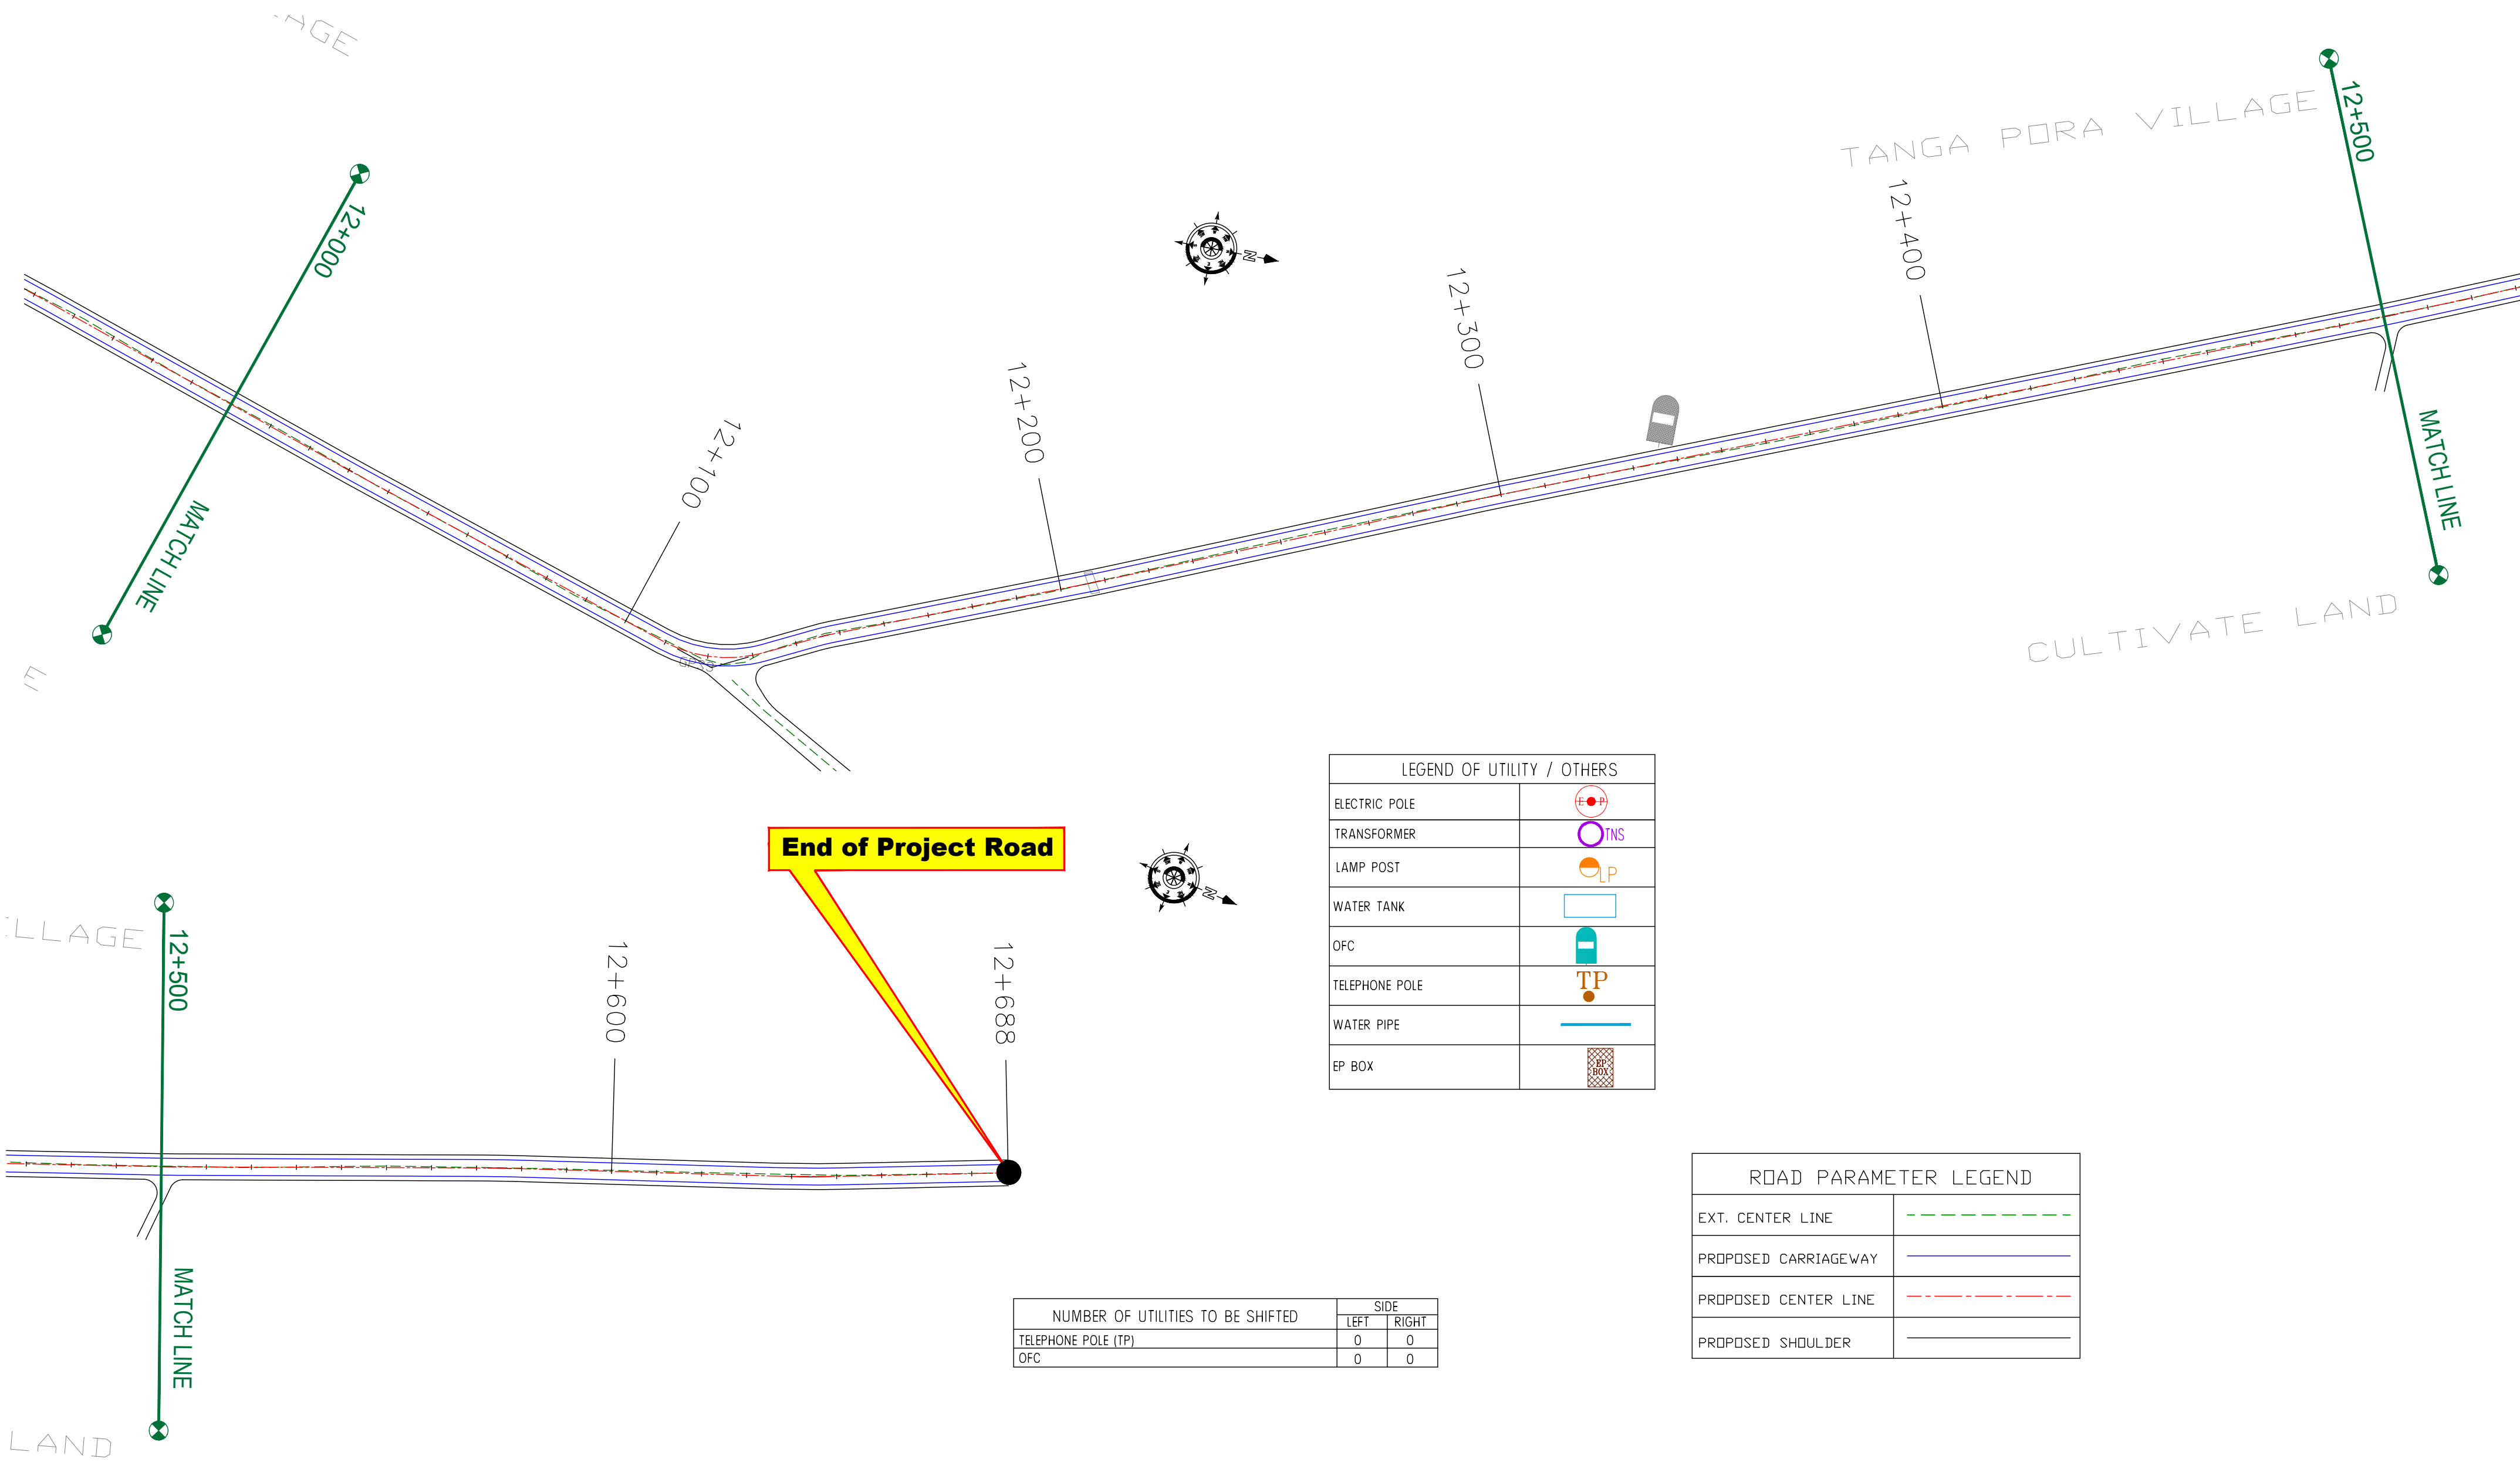 TANGA PORA VILLAGE
12+500
12+000
12+400
12+300
12+200
12+100
MATCH LINE
MATCH LINE
N
CULTIVATE LAND
LEGEND OF UTILITY / OTHERS
ELECTRIC POLE E P
TRANSFORMER TNS
LAMP POST LP
WATER TANK
OFC
TELEPHONE POLE TP
WATER PIPE
EP BOX EP
BOX
End of Project Road
N
12+500
12+600
12+688
MATCH LINE
LAND
ROAD PARAMETER LEGEND
EXT. CENTER LINE
PROPOSED CARRIAGEWAY
PROPOSED CENTER LINE
PROPOSED SHOULDER
NUMBER OF UTILITIES TO BE SHIFTED SIDE
LEFT RIGHT
TELEPHONE POLE (TP) 0 0
OFC 0 0